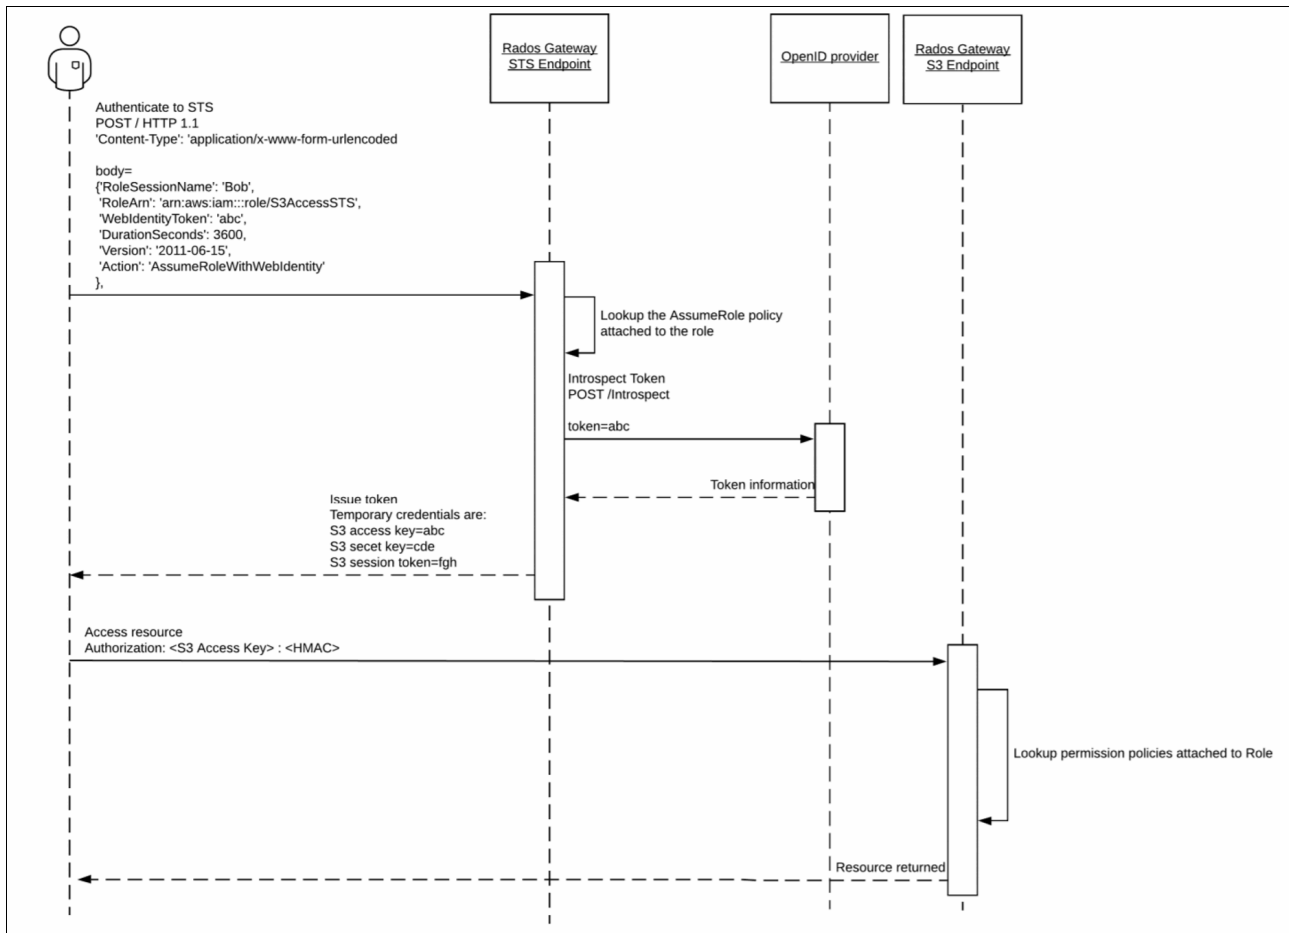 Rados Gateway
STS Endpoint
OpenID provider
Rados Gateway
S3 Endpoint
Authenticate to STS
POST / HTTP 1.1
'Content-Type': 'application/x-www-form-urlencoded
body=
{'RoleSessionName': 'Bob',
'RoleArn': 'arn:aws:iam:::role/S3AccessSTS',
'WebIdentityToken': 'abc',
'DurationSeconds': 3600,
'Version': '2011-06-15',
'Action': 'AssumeRoleWithWebIdentity'
},
Lookup the AssumeRole policy
attached to the role
Introspect Token
POST /Introspect
token=abc
Token information
Issue token
Temporary credentials are:
S3 access key=abc
S3 secet key=cde
S3 session token=fgh
Access resource
Authorization: <S3 Access Key> : <HMAC>
Lookup permission policies attached to Role
Resource returned